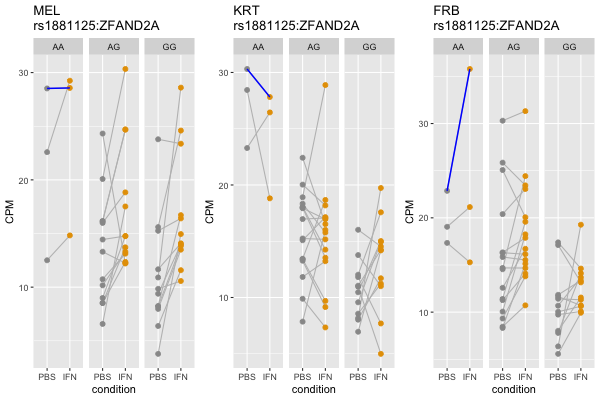 MEL
rs1881125:ZFAND2A
AA AG GG
30
20
10
CPM
PBS IFN PBS IFN PBS IFN
condition
KRT
rs1881125:ZFAND2A
AA AG GG
30
20
10
CPM
PBS IFN PBS IFN PBS IFN
condition
FRB
rs1881125:ZFAND2A
AA AG GG
30
20
10
CPM
PBS IFN PBS IFN PBS IFN
condition